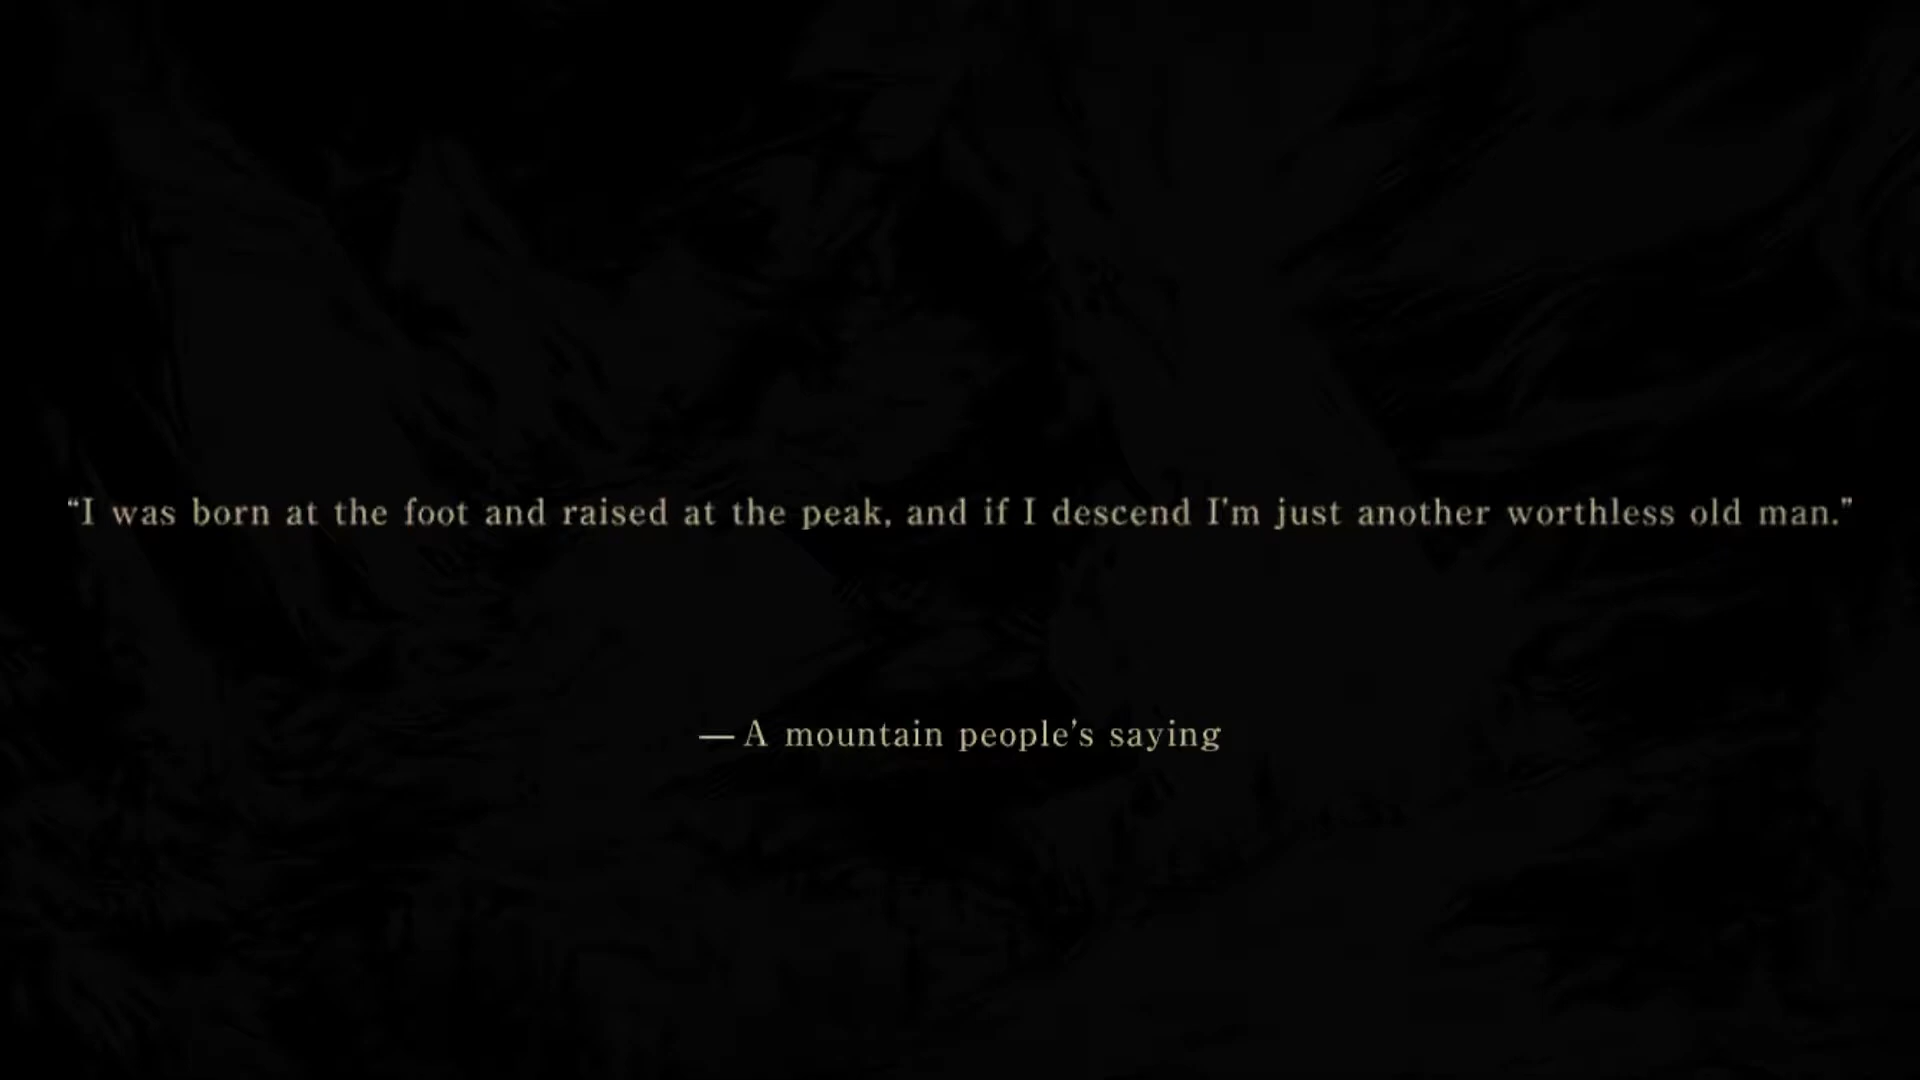 “I was born at the foot and raised at the peak, and if I descend I’m just another worthless old man.”
— A mountain people’s saying